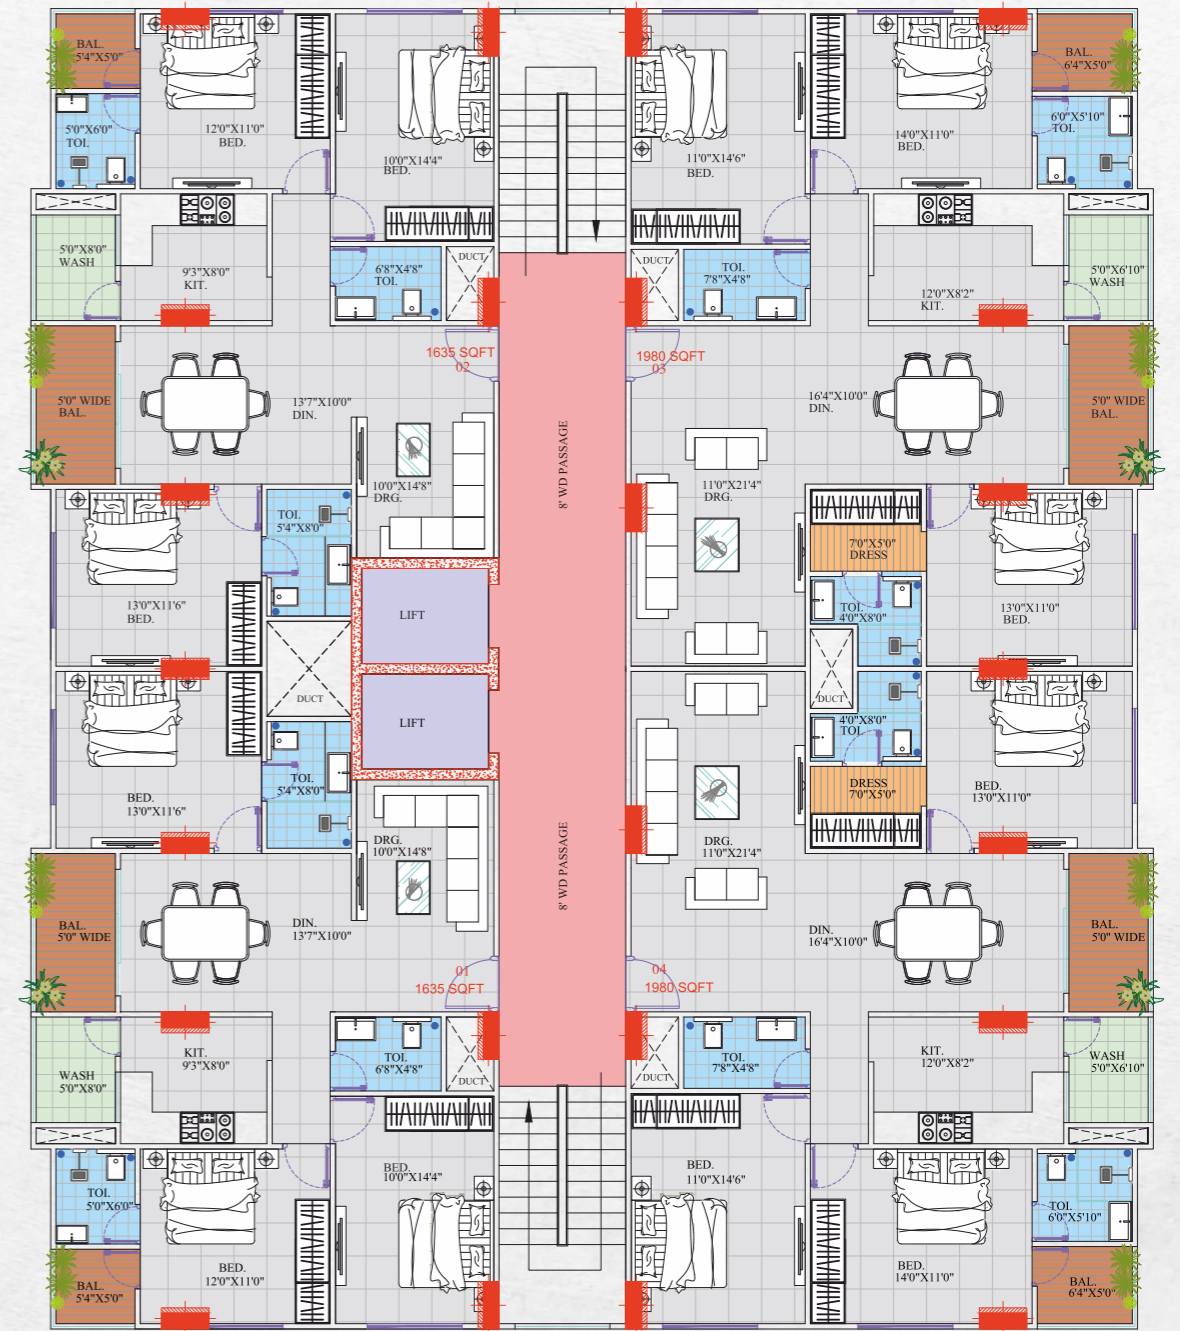 BAL.
5'4"X5'0"
5'0"X6'0"
TOI.
12'0"X11'0"
BED.
10'0"X14'4"
BED.
11'0"X14'6"
BED.
14'0"X11'0"
BED.
BAL.
6'4"X5'0"
6'0"X5'10"
TOI.
5'0"X8'0"
WASH
9'3"X8'0"
KIT.
6'8"X4'8"
TOI.
DUCT
DUCT
TOI.
7'8"X4'8"
12'0"X8'2"
KIT.
5'0"X6'10"
WASH
1635 SQFT
02
1980 SQFT
03
5'0" WIDE
BAL.
13'7"X10'0"
DIN.
10'0"X14'8"
DRG.
8' WD PASSAGE
11'0"X21'4"
DRG.
16'4"X10'0"
DIN.
5'0" WIDE
BAL.
TOI.
5'4"X8'0"
13'0"X11'6"
BED.
LIFT
7'0"X5'0"
DRESS
TOI.
4'0"X8'0"
13'0"X11'0"
BED.
DUCT
DUCT
LIFT
4'0"X8'0"
TOI.
TOI.
5'4"X8'0"
BED.
13'0"X11'6"
DRESS
7'0"X5'0"
BED.
13'0"X11'0"
DRG.
10'0"X14'8"
8' WD PASSAGE
DRG.
11'0"X21'4"
BAL.
5'0" WIDE
DIN.
13'7"X10'0"
DIN.
16'4"X10'0"
BAL.
5'0" WIDE
01
1635 SQFT
04
1980 SQFT
WASH
5'0"X8'0"
KIT.
9'3"X8'0"
TOI.
6'8"X4'8"
DUCT
DUCT
TOI.
7'8"X4'8"
KIT.
12'0"X8'2"
WASH
5'0"X6'10"
TOI.
5'0"X6'0"
BED.
10'0"X14'4"
BED.
11'0"X14'6"
TOI.
6'0"X5'10"
BAL.
5'4"X5'0"
BED.
12'0"X11'0"
BED.
14'0"X11'0"
BAL.
6'4"X5'0"